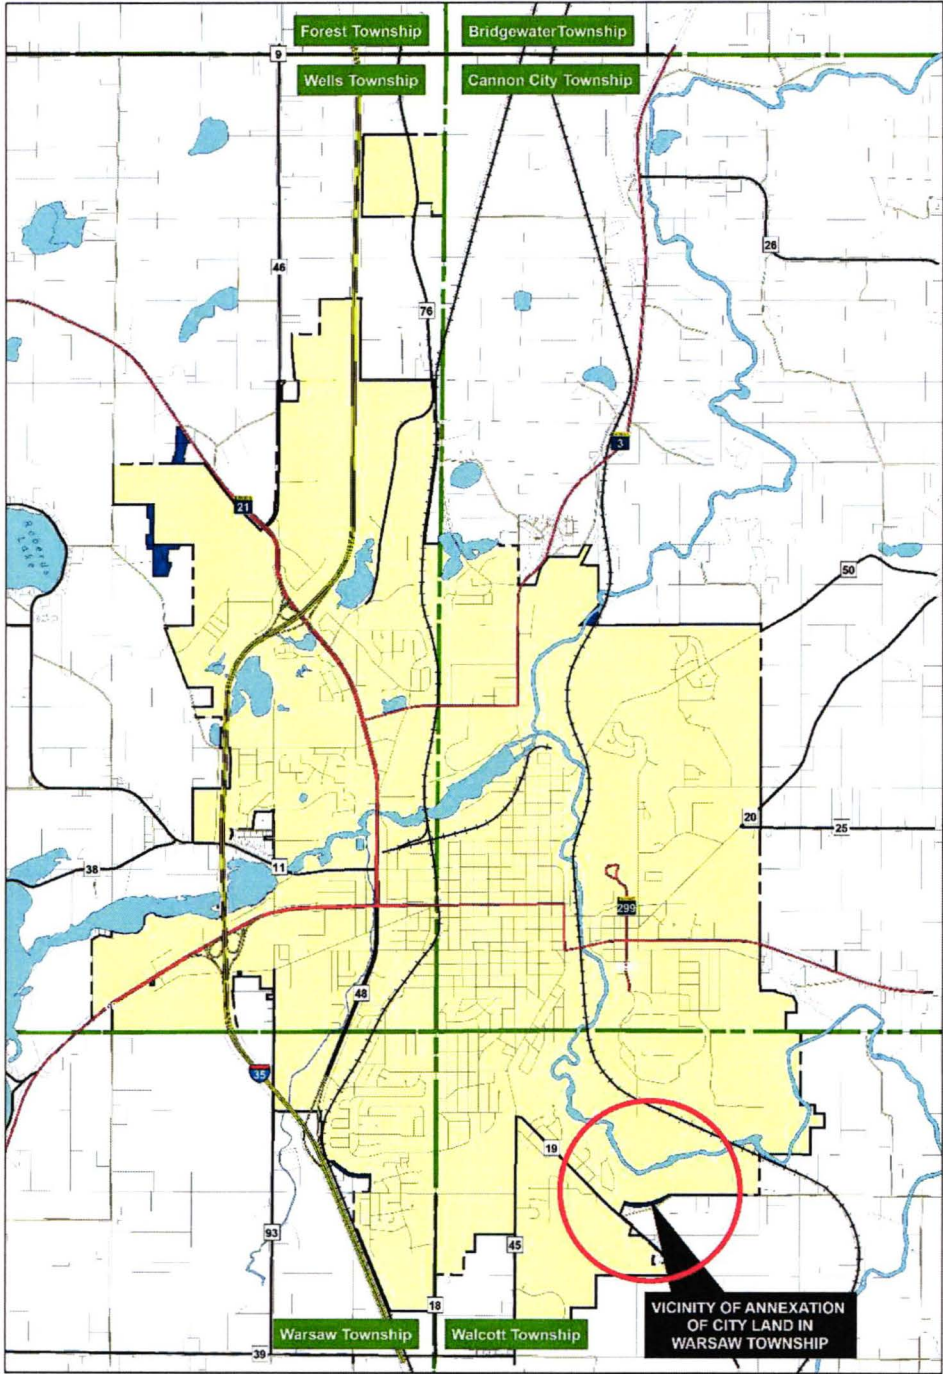 Forest Township
Bridgewater Township
9
Wells Township
Cannon City Township
26
46
76
3
21
Roberds
Lake
50
20
25
38
11
299
48
35
19
93
45
18
VICINITY OF ANNEXATION
OF CITY LAND IN
WARSAW TOWNSHIP
Warsaw Township
Walcott Township
39